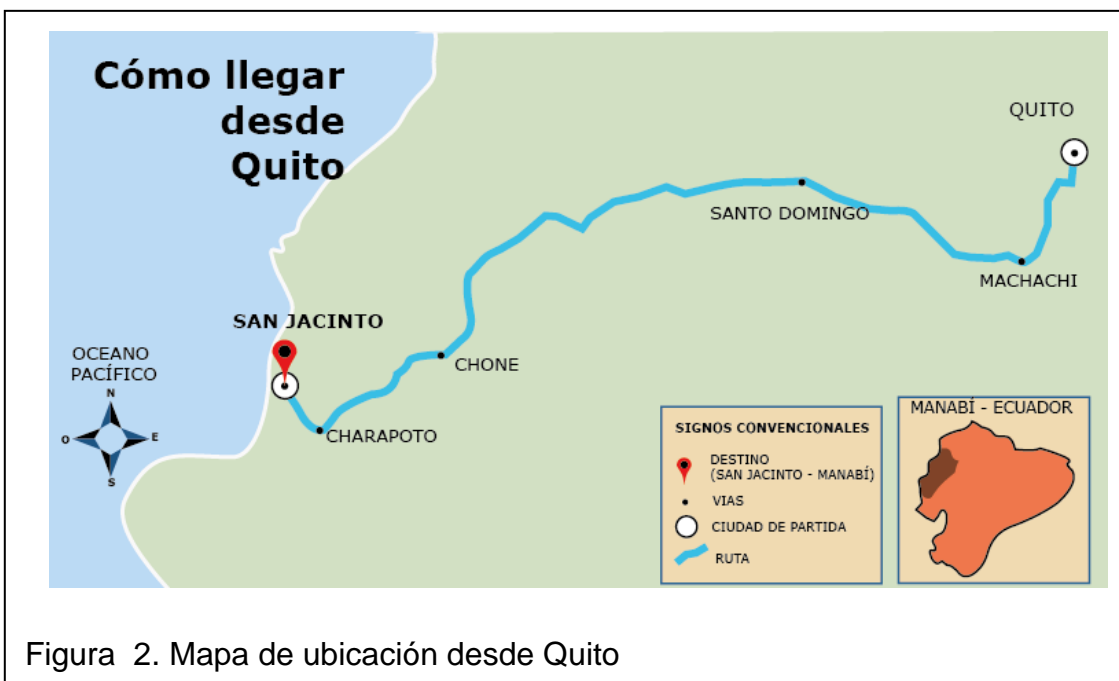 Cómo llegar
desde
Quito
QUITO
SANTO DOMINGO
MACHACHI
SAN JACINTO
CHONE
CHARAPOTO
OCEANO
PACÍFICO
N
O
E
S
SIGNOS CONVENCIONALES
DESTINO
(SAN JACINTO - MANABÍ)
VIAS
CIUDAD DE PARTIDA
RUTA
MANABÍ - ECUADOR
Figura 2. Mapa de ubicación desde Quito